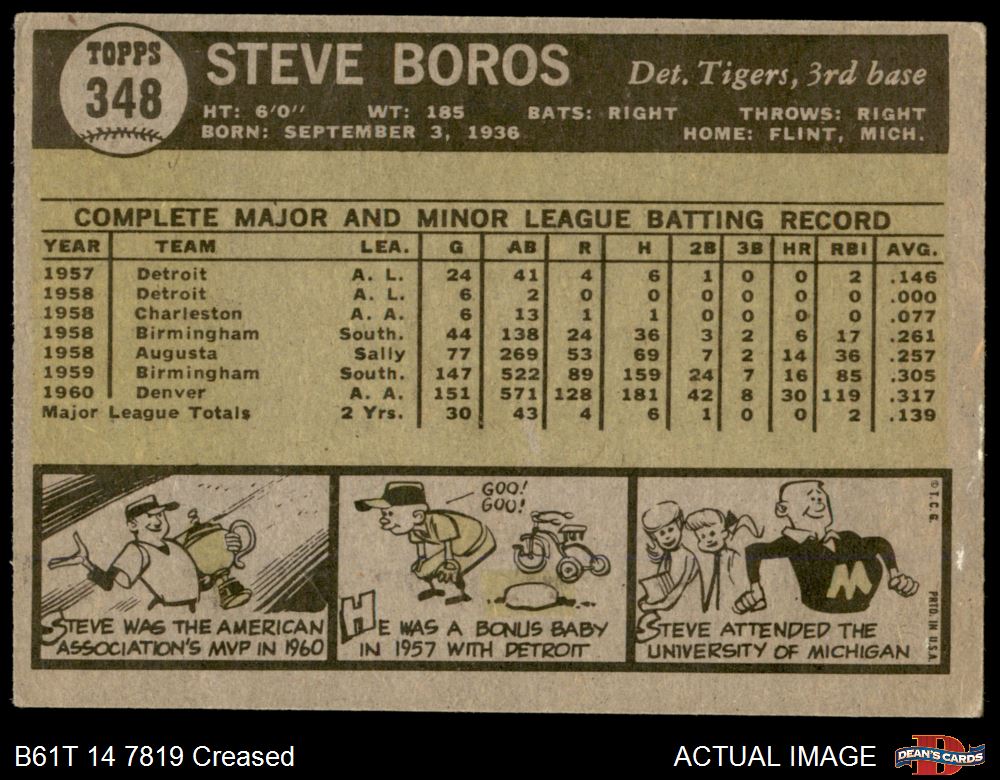 TOPPS
348
STEVE BOROS
Det. Tigers, 3rd base
HT: 6'0'' WT: 185 BATS: RIGHT THROWS: RIGHT
BORN: SEPTEMBER 3, 1936 HOME: FLINT, MICH.
COMPLETE MAJOR AND MINOR LEAGUE BATTING RECORD
YEAR TEAM LEA. G AB R H 2B 3B HR RBI AVG.
1957 Detroit A. L. 24 41 4 6 1 0 0 2 .146
1958 Detroit A. L. 6 2 0 0 0 0 0 0 .000
1958 Charleston A. A. 6 13 1 1 0 0 0 0 .077
1958 Birmingham South. 44 138 24 36 3 2 6 17 .261
1958 Augusta Sally 77 269 53 69 7 2 14 36 .257
1959 Birmingham South. 147 522 89 159 24 7 16 85 .305
1960 Denver A. A. 151 571 128 181 42 8 30 119 .317
Major League Totals 2 Yrs. 30 43 4 6 1 0 0 2 .139
STEVE WAS THE AMERICAN
ASSOCIATION'S MVP IN 1960
GOO!
GOO!
HE WAS A BONUS BABY
IN 1957 WITH DETROIT
M
STEVE ATTENDED THE
UNIVERSITY OF MICHIGAN
© T. C. G.
PRTD. IN U.S.A.
B61T 14 7819 Creased
ACTUAL IMAGE
DEAN'S CARDS